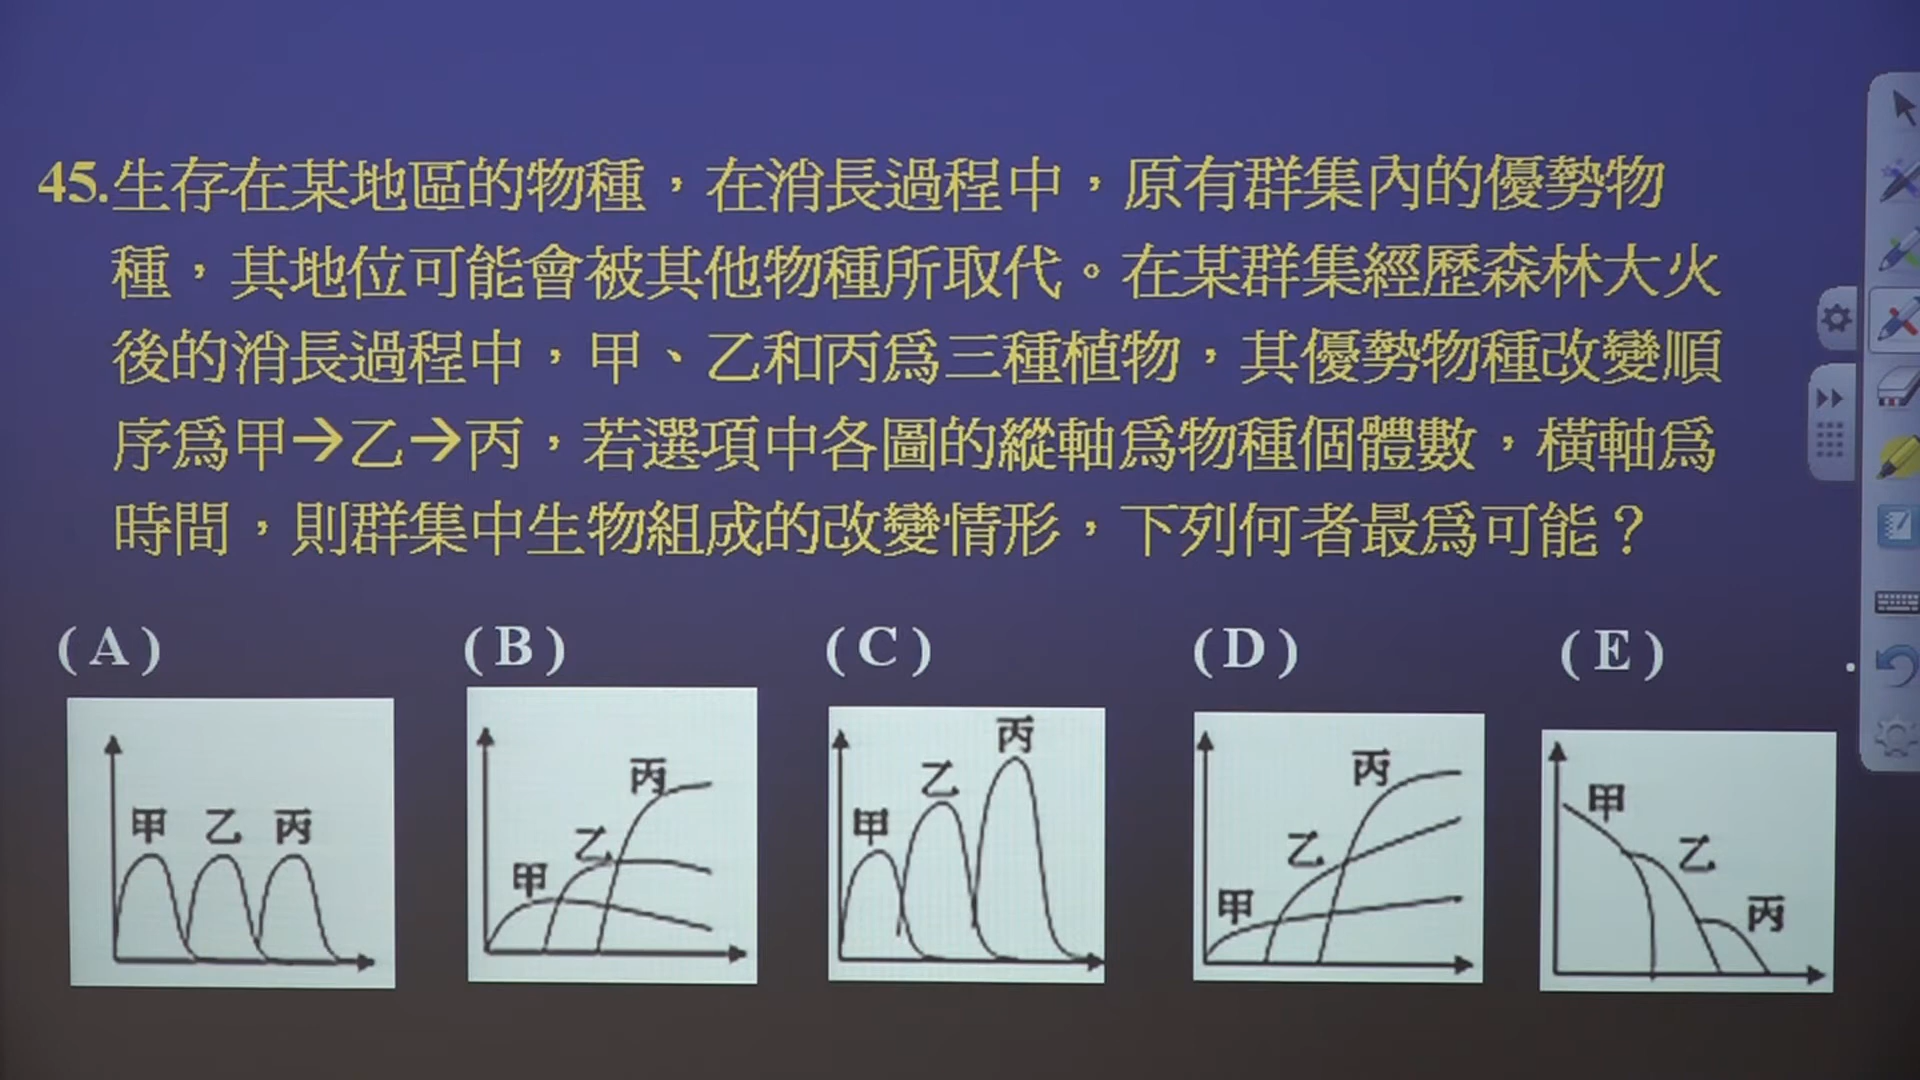 45.生存在某地區的物種，在消長過程中，原有群集內的優勢物
種，其地位可能會被其他物種所取代。在某群集經歷森林大火
後的消長過程中，甲、乙和丙為三種植物，其優勢物種改變順
序為甲→乙→丙，若選項中各圖的縱軸為物種個體數，橫軸為
時間，則群集中生物組成的改變情形，下列何者最為可能？
(A) (B) (C) (D) (E)
甲 乙 丙
甲 乙 丙
甲 乙 丙
甲 乙 丙
甲 乙 丙